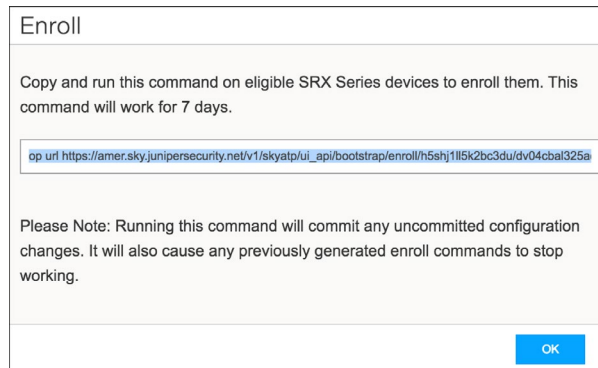 Enroll
Copy and run this command on eligible SRX Series devices to enroll them. This
command will work for 7 days.
op url https://amer.sky.junipersecurity.net/v1/skyatp/ui_api/bootstrap/enroll/h5shj1ll5k2bc3du/dv04cbal325a
Please Note: Running this command will commit any uncommitted configuration
changes. It will also cause any previously generated enroll commands to stop
working.
OK